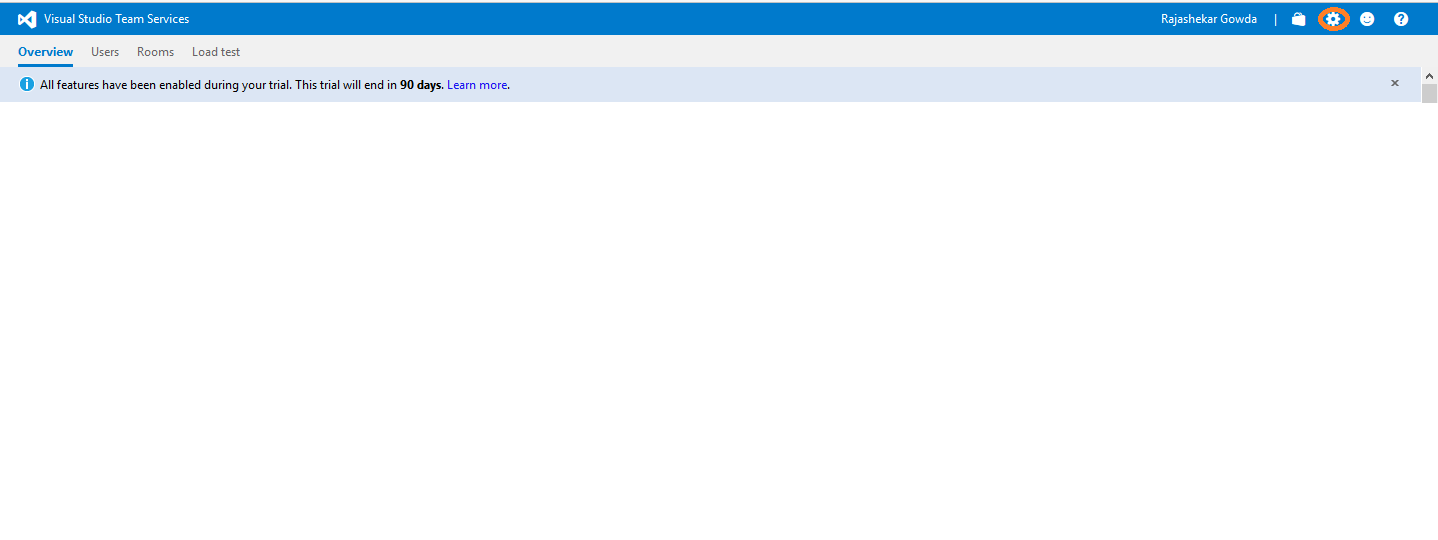 Visual Studio Team Services Rajashekar Gowda |
Overview Users Rooms Load test
All features have been enabled during your trial. This trial will end in 90 days. Learn more.